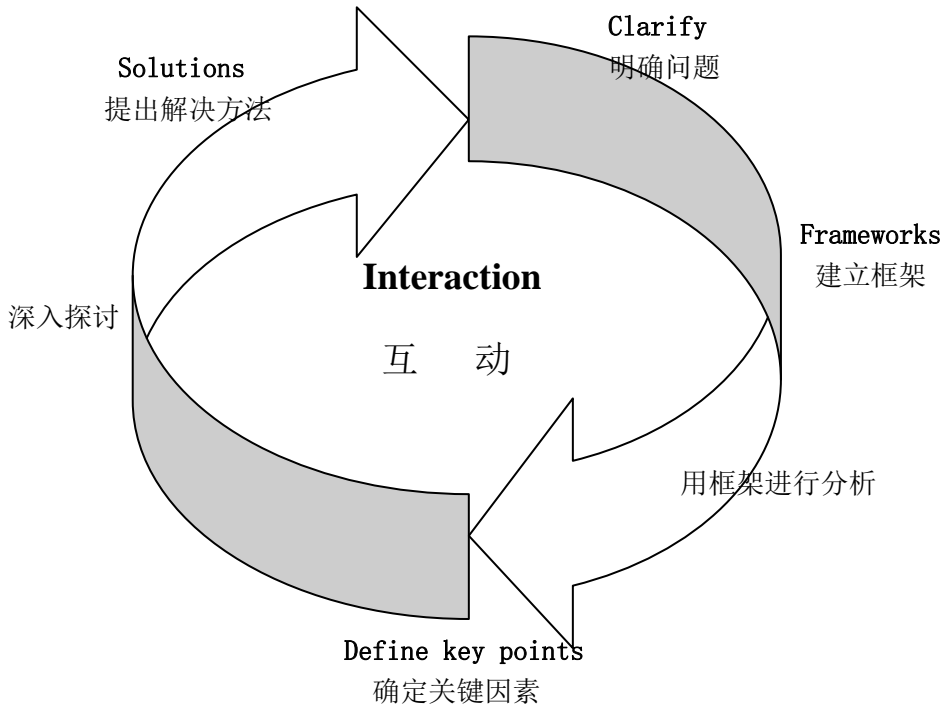 Clarify
明确问题
Solutions
提出解决方法
Frameworks
建立框架
Interaction
深入探讨
互 动
用框架进行分析
Define key points
确定关键因素